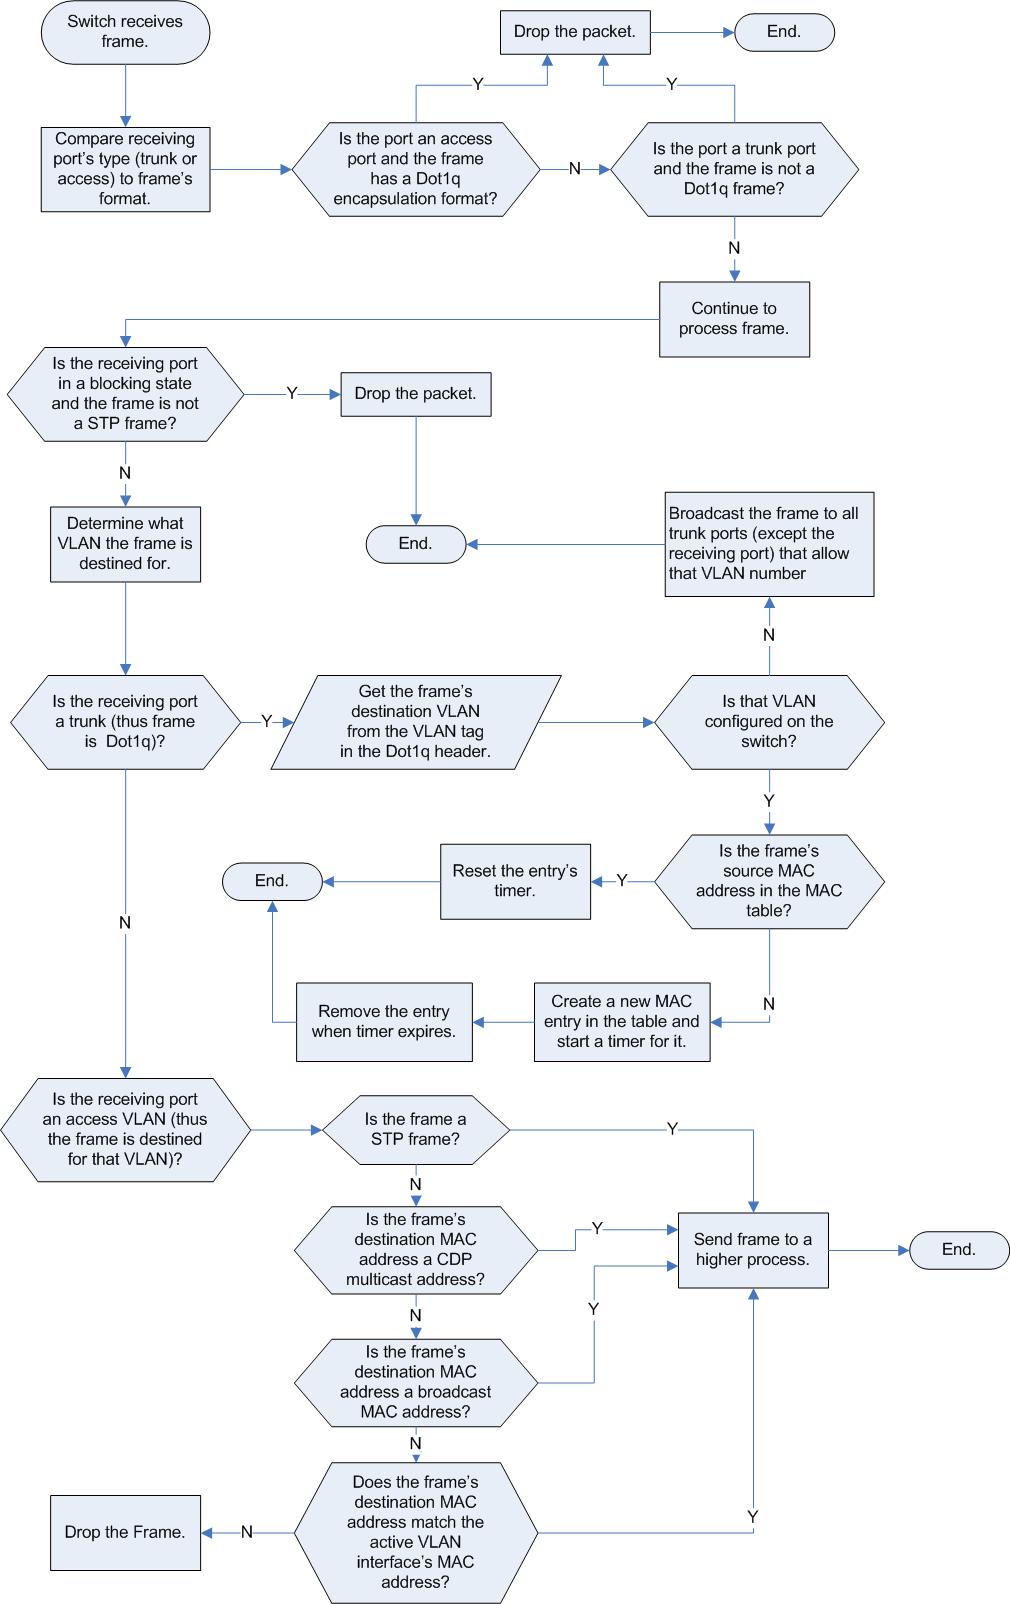 Switch receives
frame.
Drop the packet.
End.
Y
Y
Compare receiving
port's type (trunk or
access) to frame's
format.
Is the port an access
port and the frame
has a Dot1q
encapsulation format?
N
Is the port a trunk port
and the frame is not a
Dot1q frame?
N
Continue to
process frame.
Is the receiving port
in a blocking state
and the frame is not
a STP frame?
Y
Drop the packet.
N
Determine what
VLAN the frame is
destined for.
End.
Broadcast the frame to all
trunk ports (except the
receiving port) that allow
that VLAN number
N
Is the receiving port
a trunk (thus frame
is Dot1q)?
Y
Get the frame's
destination VLAN
from the VLAN tag
in the Dot1q header.
Is that VLAN
configured on the
switch?
Y
Is the frame's
source MAC
address in the MAC
table?
Y
Reset the entry's
timer.
End.
N
N
Create a new MAC
entry in the table and
start a timer for it.
Remove the entry
when timer expires.
Is the receiving port
an access VLAN (thus
the frame is destined
for that VLAN)?
Is the frame a
STP frame?
Y
N
Is the frame's
destination MAC
address a CDP
multicast address?
Y
Send frame to a
higher process.
End.
N
Y
Is the frame's
destination MAC
address a broadcast
MAC address?
N
Does the frame's
destination MAC
address match the
active VLAN
interface's MAC
address?
Y
N
Drop the Frame.